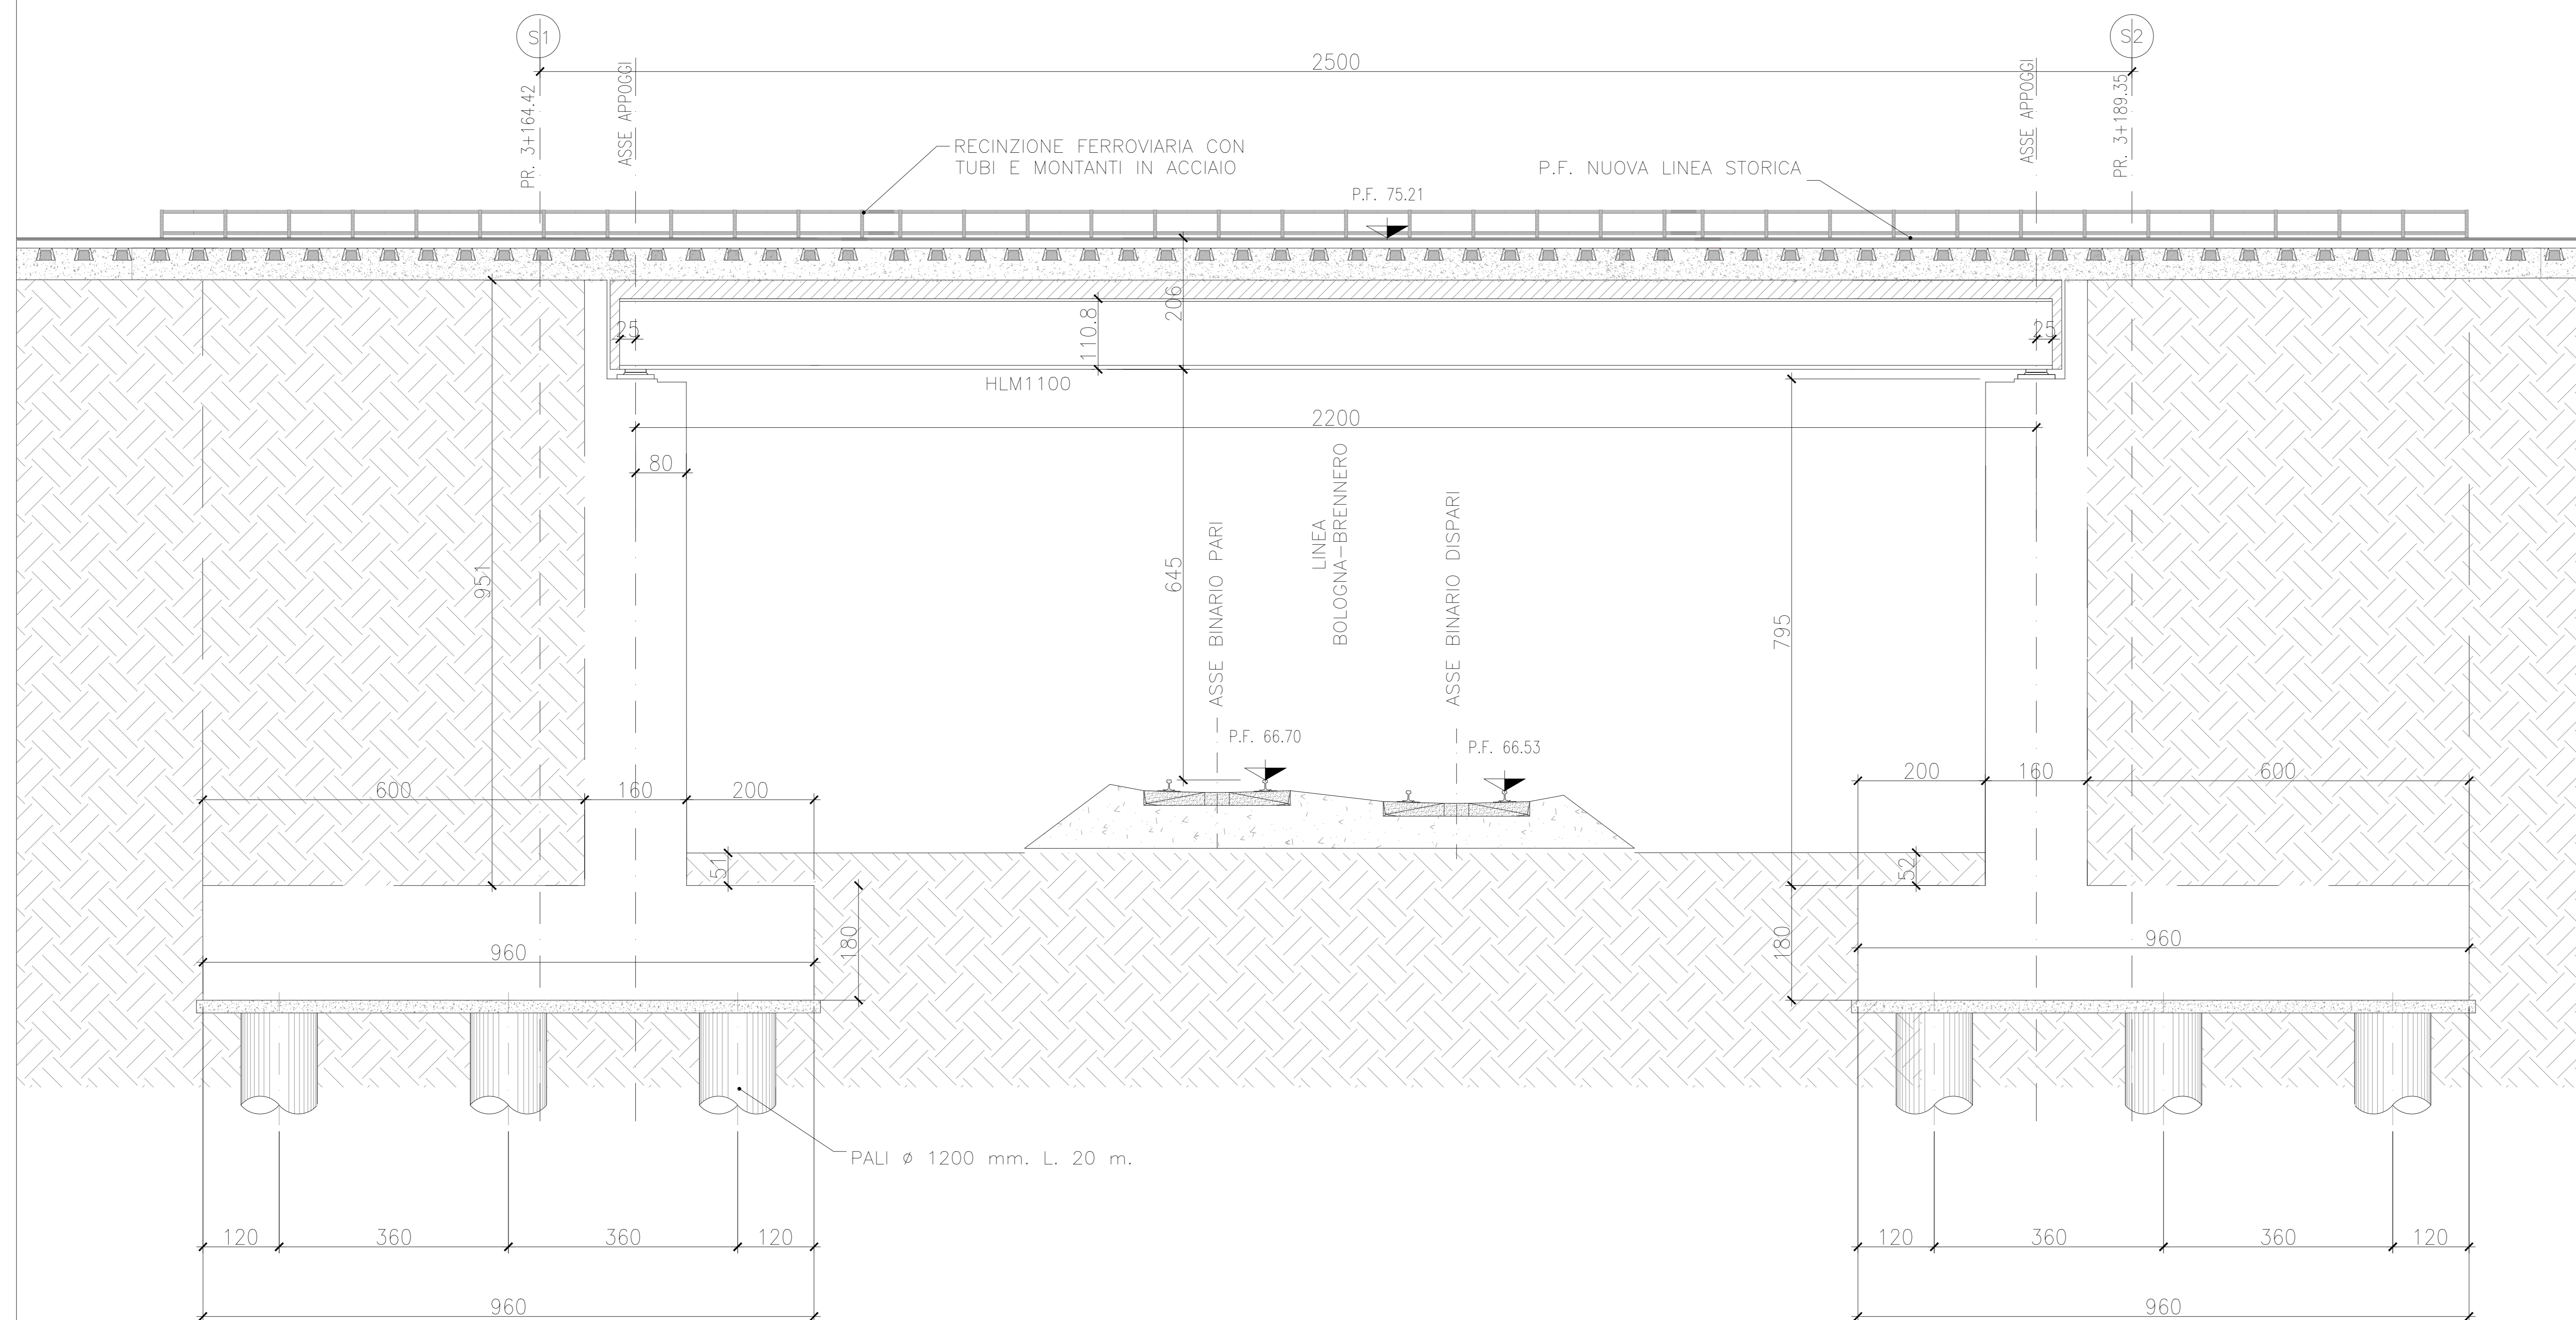 S1
S2
2500
PR. 3+164.42
ASSE APPOGGI
ASSE APPOGGI
PR. 3+189.35
RECINZIONE FERROVIARIA CON
TUBI E MONTANTI IN ACCIAIO
P.F. NUOVA LINEA STORICA
P.F. 75.21
25
110.8
206
25
HLM1100
2200
80
951
645
LINEA
BOLOGNA-BRENNERO
ASSE BINARIO PARI
ASSE BINARIO DISPARI
795
P.F. 66.70
P.F. 66.53
600
160
200
200
160
600
51
52
180
180
960
960
PALI ø 1200 mm. L. 20 m.
120
360
360
120
120
360
360
120
960
960